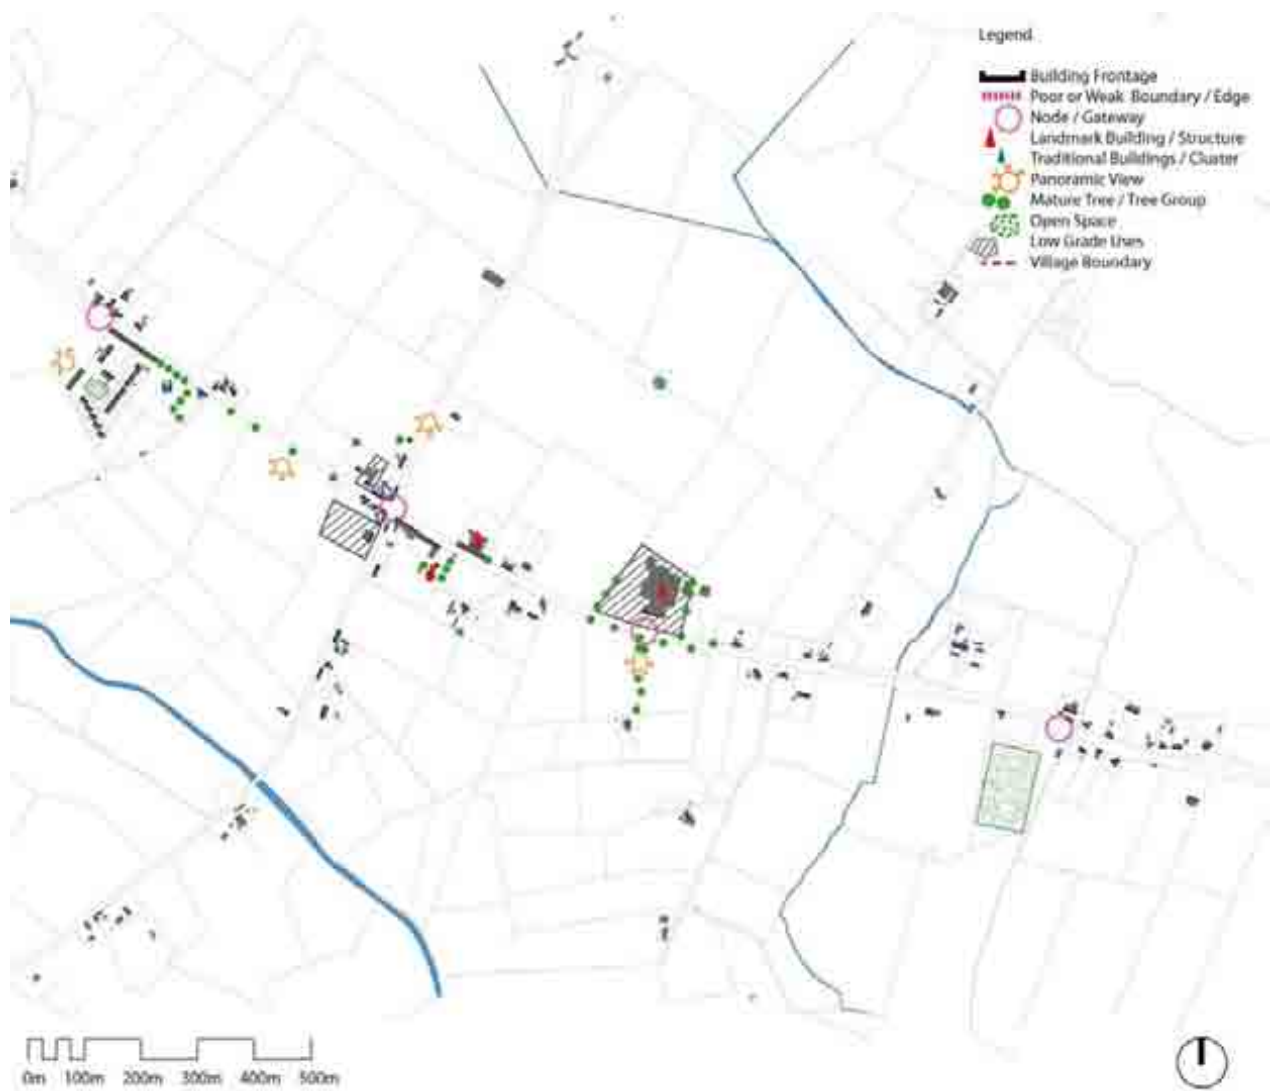 Legend
Building Frontage
Poor or Weak Boundary / Edge
Node / Gateway
Landmark Building / Structure
Traditional Buildings / Cluster
Panoramic View
Mature Tree / Tree Group
Open Space
Low Grade Uses
Village Boundary
0m 100m 200m 300m 400m 500m